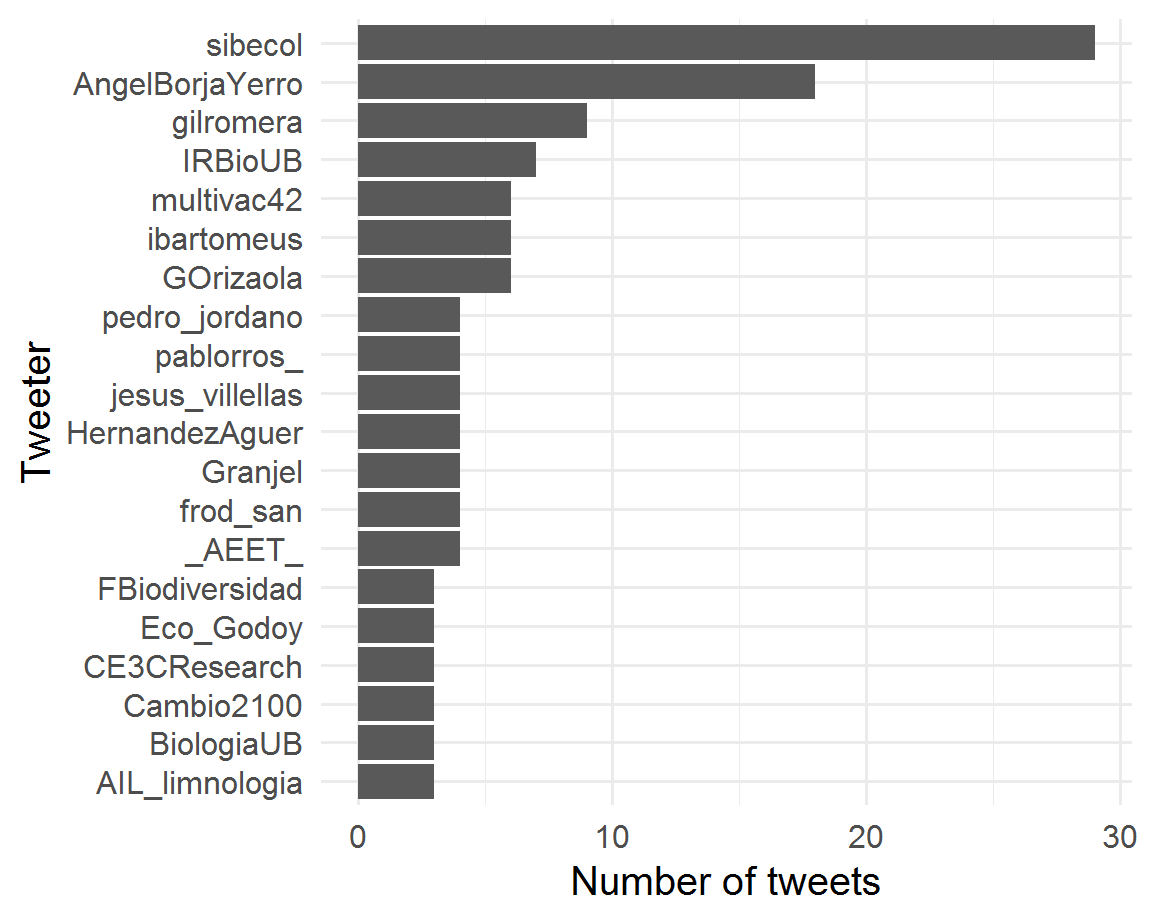 sibecol
AngelBorjaYerro
gilromera
IRBioUB
multivac42
ibartomeus
GOrizaola
pedro_jordano
pablorros_
jesus_villellas
HernandezAguer
Granjel
frod_san
_AEET_
FBiodiversidad
Eco_Godoy
CE3CResearch
Cambio2100
BiologiaUB
AIL_limnologia
Tweeter
0 10 20 30
Number of tweets